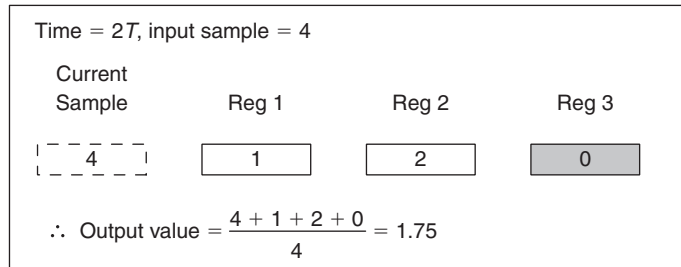 Time = 2T, input sample = 4
Current
Sample Reg 1 Reg 2 Reg 3
4 1 2 0
∴ Output value = (4 + 1 + 2 + 0) / 4 = 1.75